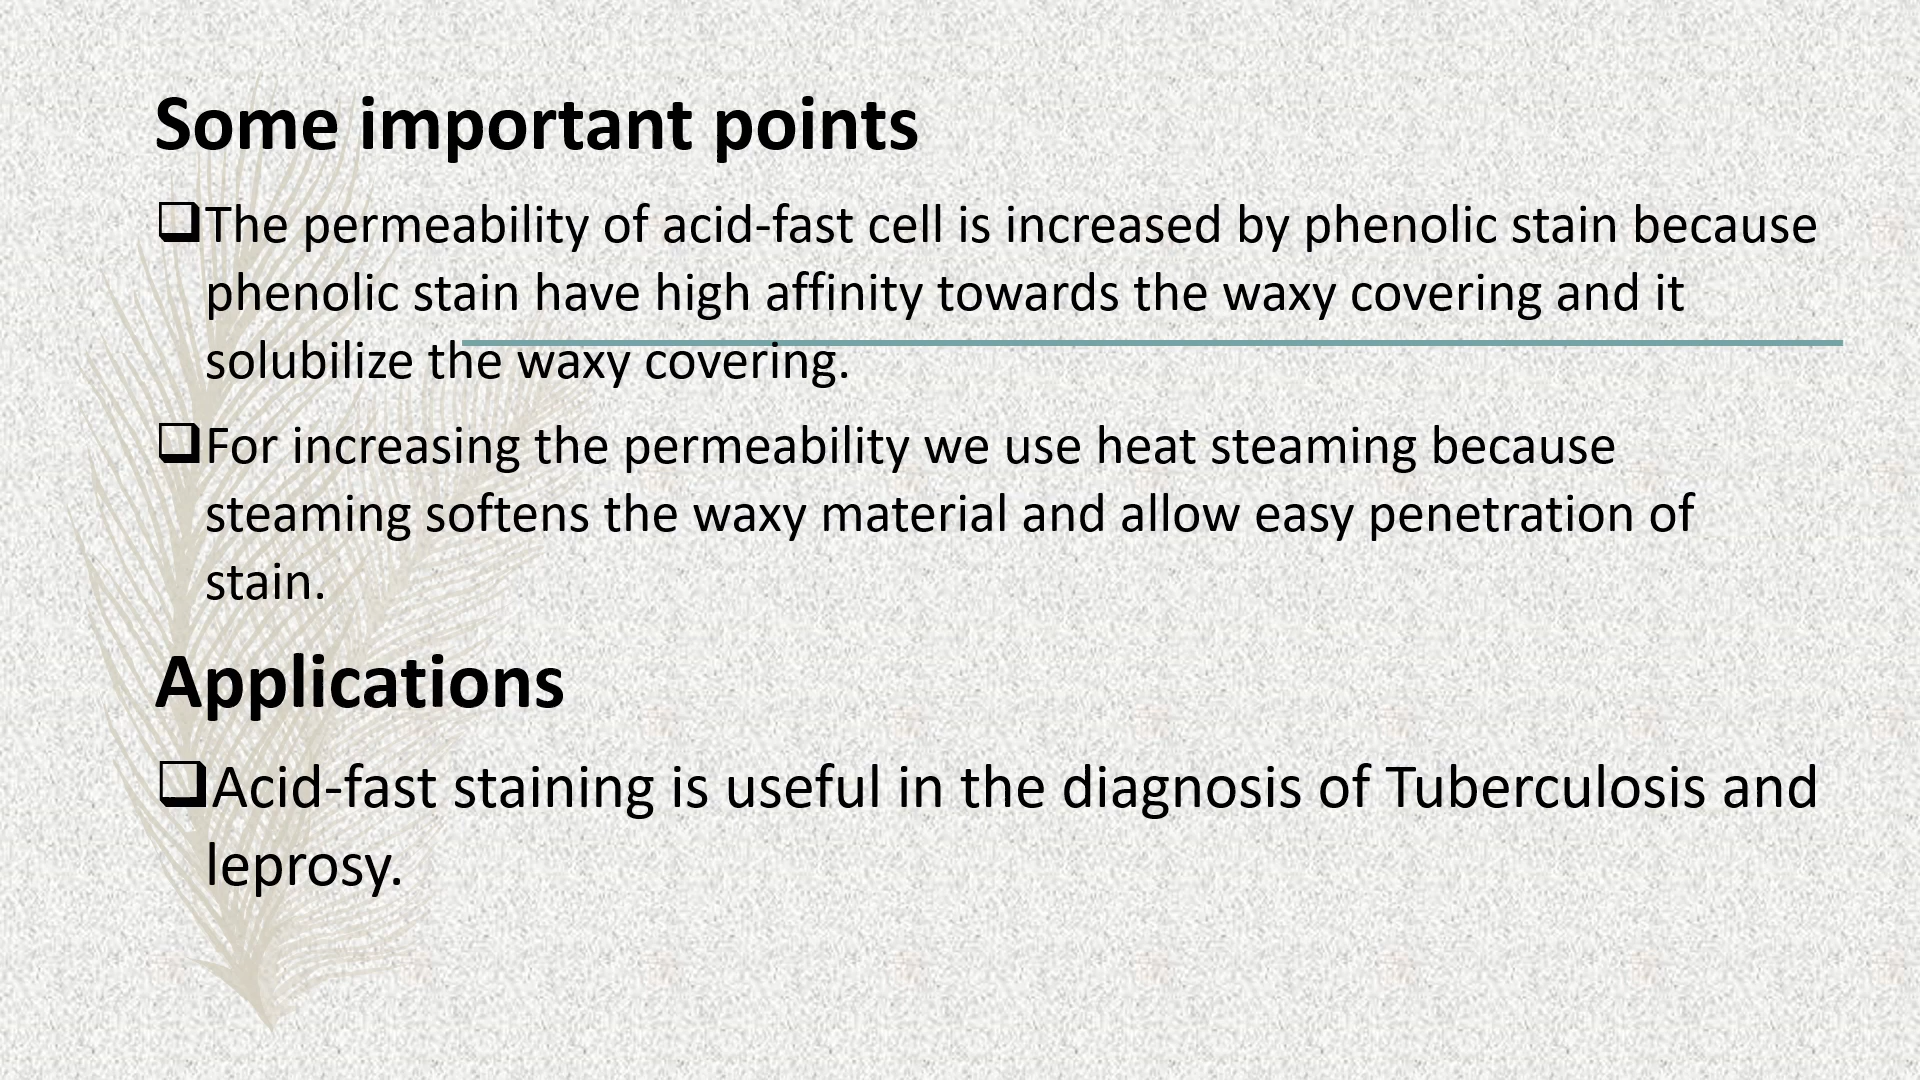 Some important points
❑The permeability of acid-fast cell is increased by phenolic stain because
phenolic stain have high affinity towards the waxy covering and it
solubilize the waxy covering.
❑For increasing the permeability we use heat steaming because
steaming softens the waxy material and allow easy penetration of
stain.
Applications
❑Acid-fast staining is useful in the diagnosis of Tuberculosis and
leprosy.